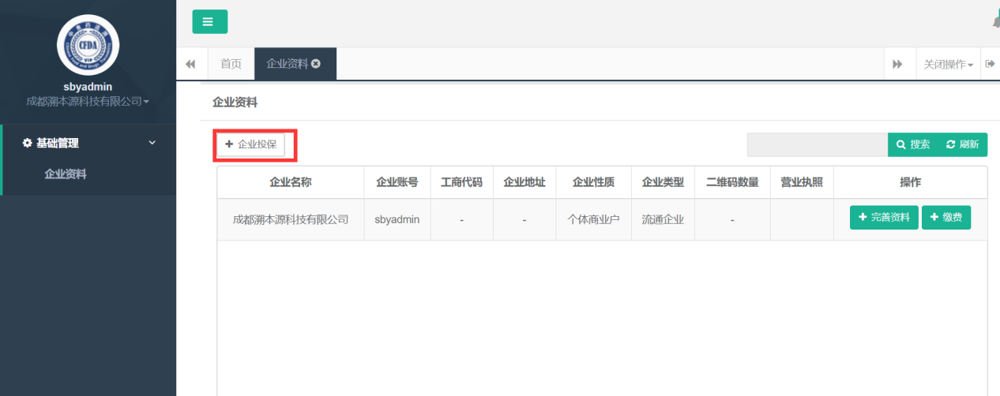 CFDA
VIP
sbyadmin
成都溯本源科技有限公司
基础管理
企业资料
首页 企业资料 关闭操作
企业资料
+ 企业投保 搜索 刷新
企业名称 企业账号 工商代码 企业地址 企业性质 企业类型 二维码数量 营业执照 操作
成都溯本源科技有限公司 sbyadmin - - 个体商业户 流通企业 - + 完善资料 + 缴费